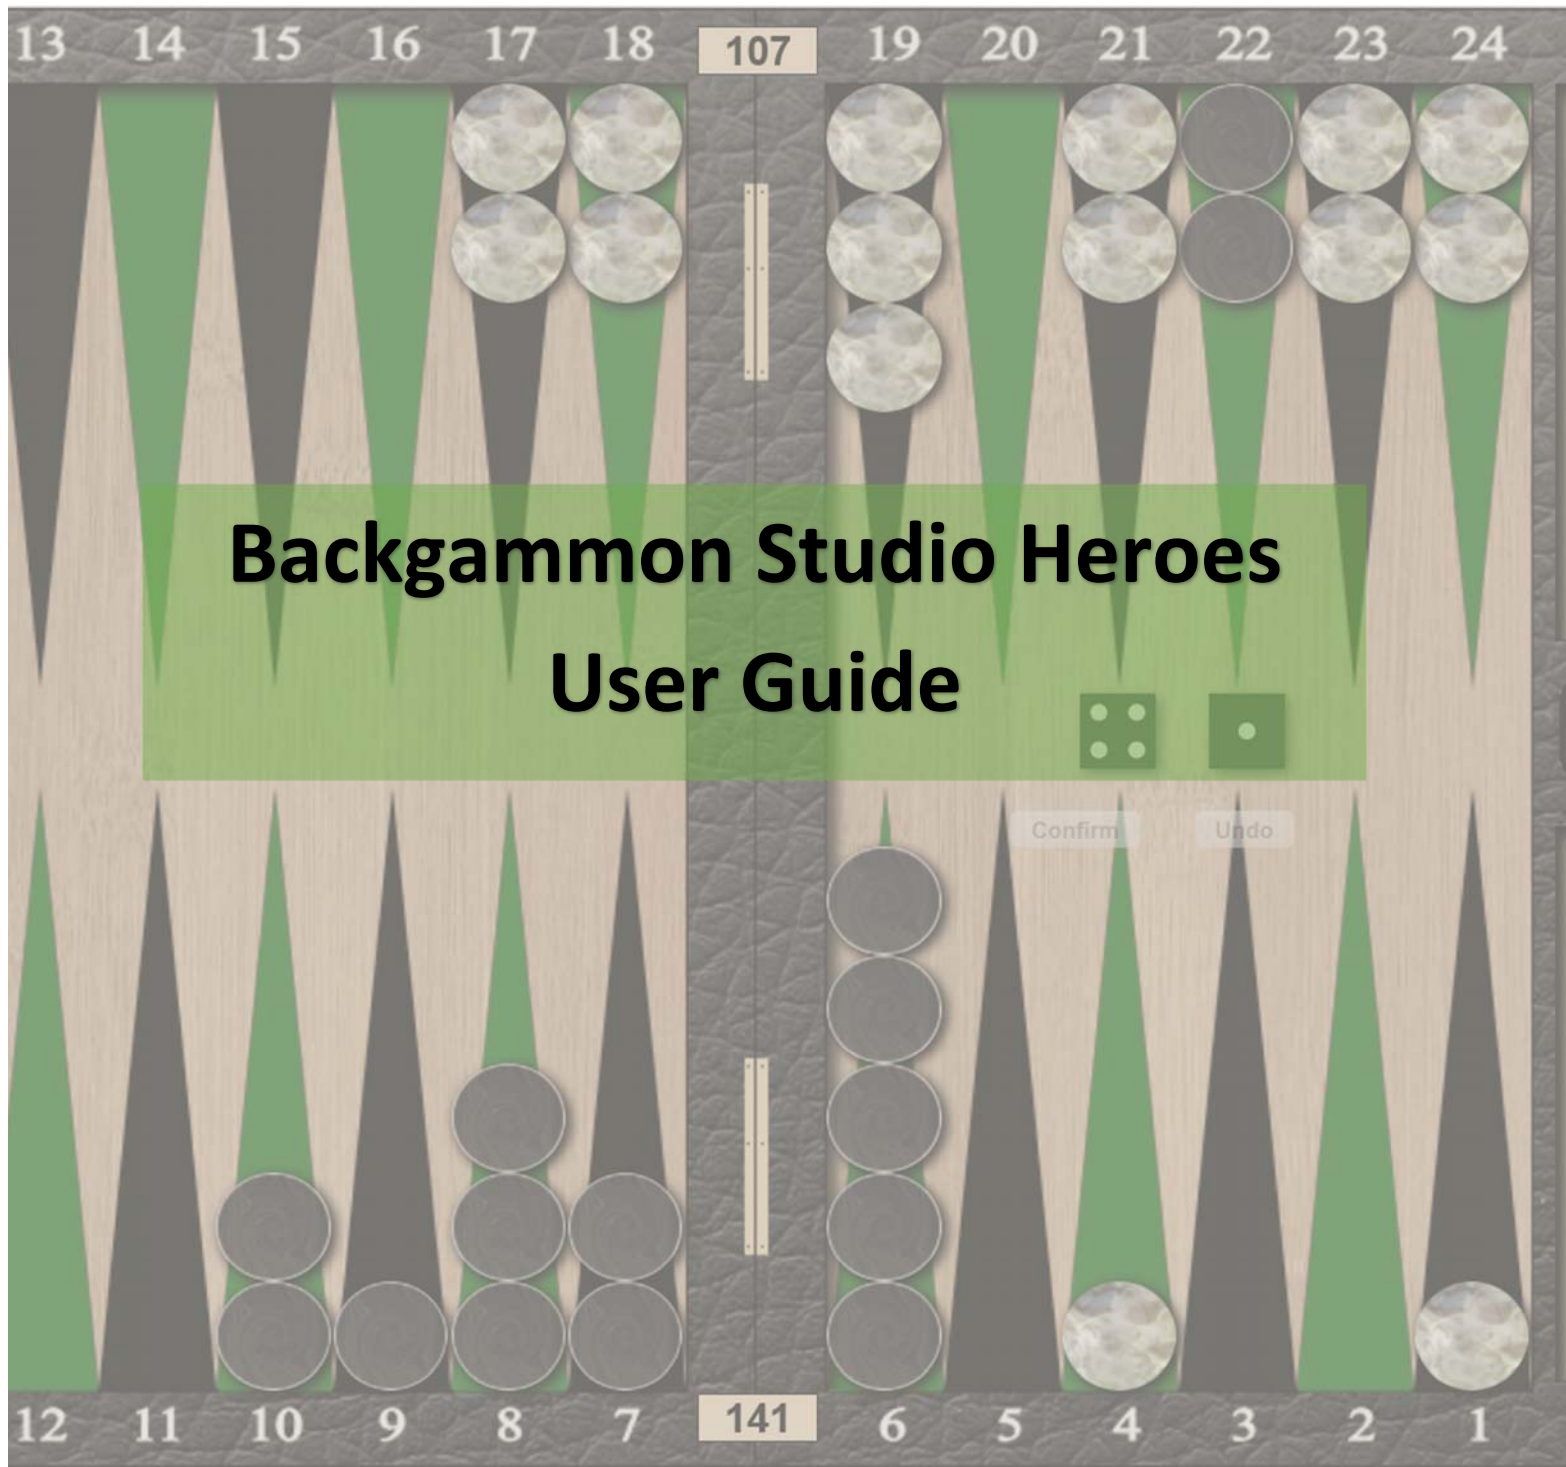 13 14 15 16 17 18 107 19 20 21 22 23 24
Backgammon Studio Heroes
User Guide
Confirm Undo
12 11 10 9 8 7 141 6 5 4 3 2 1